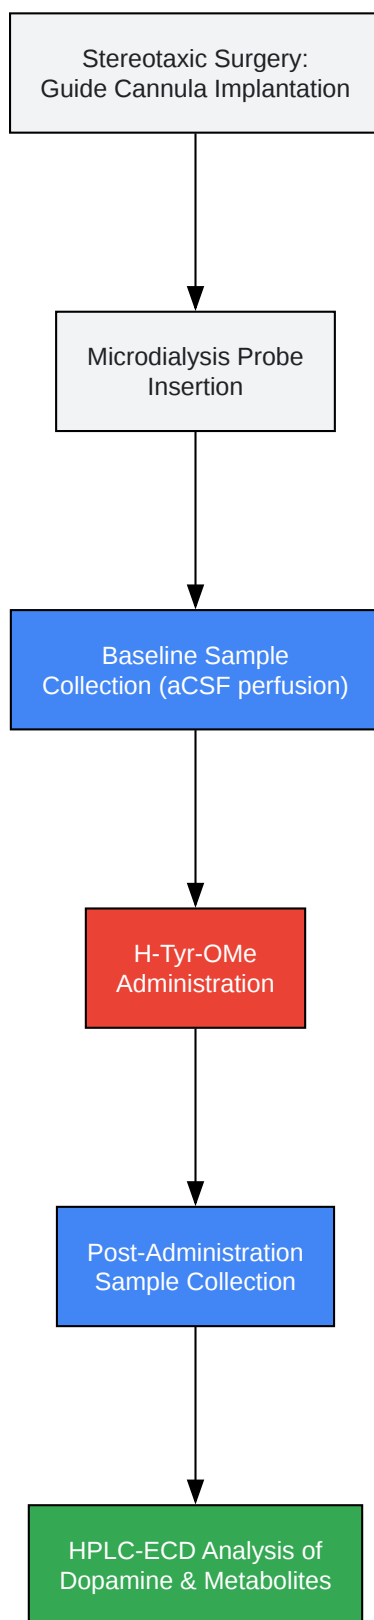 Stereotaxic Surgery:
Guide Cannula Implantation
Microdialysis Probe
Insertion
Baseline Sample
Collection (aCSF perfusion)
H-Tyr-OMe
Administration
Post-Administration
Sample Collection
HPLC-ECD Analysis of
Dopamine & Metabolites